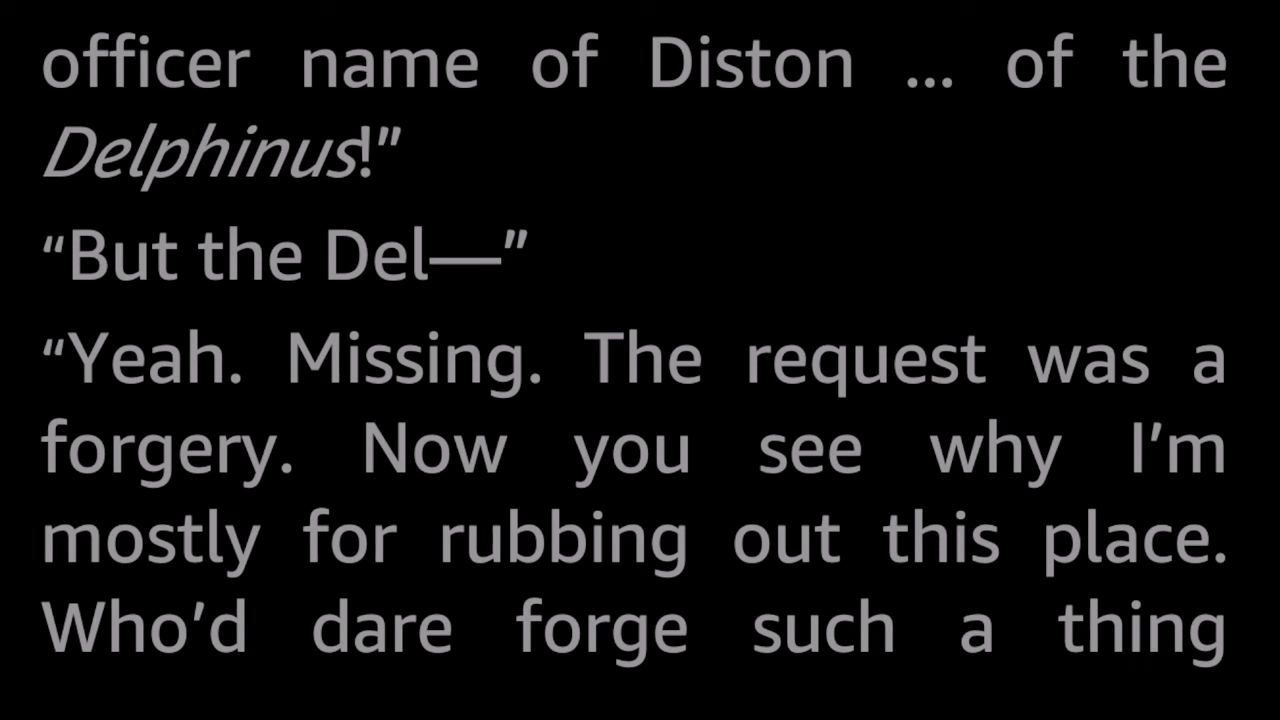 officer name of Diston ... of the
Delphinus!”
“But the Del—”
“Yeah. Missing. The request was a
forgery. Now you see why I’m
mostly for rubbing out this place.
Who’d dare forge such a thing